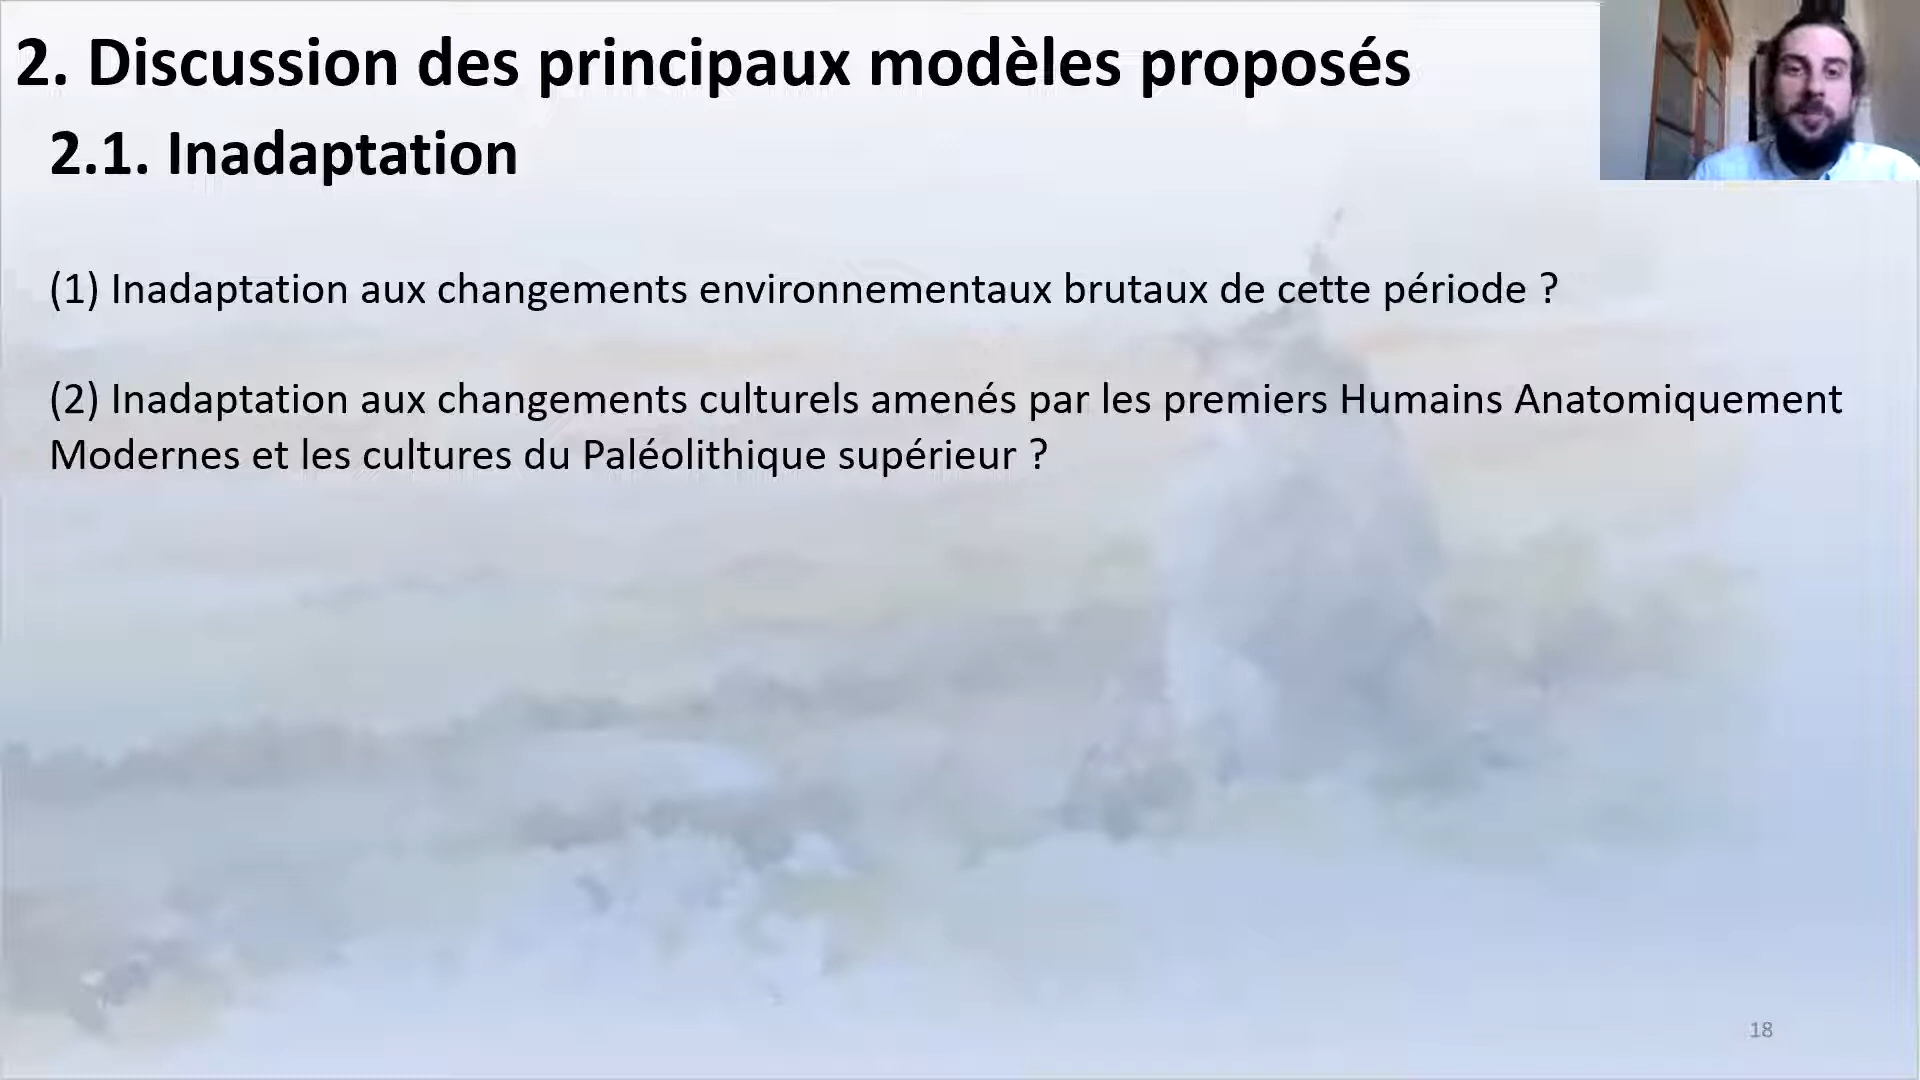 2. Discussion des principaux modèles proposés
2.1. Inadaptation
(1) Inadaptation aux changements environnementaux brutaux de cette période ?
(2) Inadaptation aux changements culturels amenés par les premiers Humains Anatomiquement
Modernes et les cultures du Paléolithique supérieur ?
18